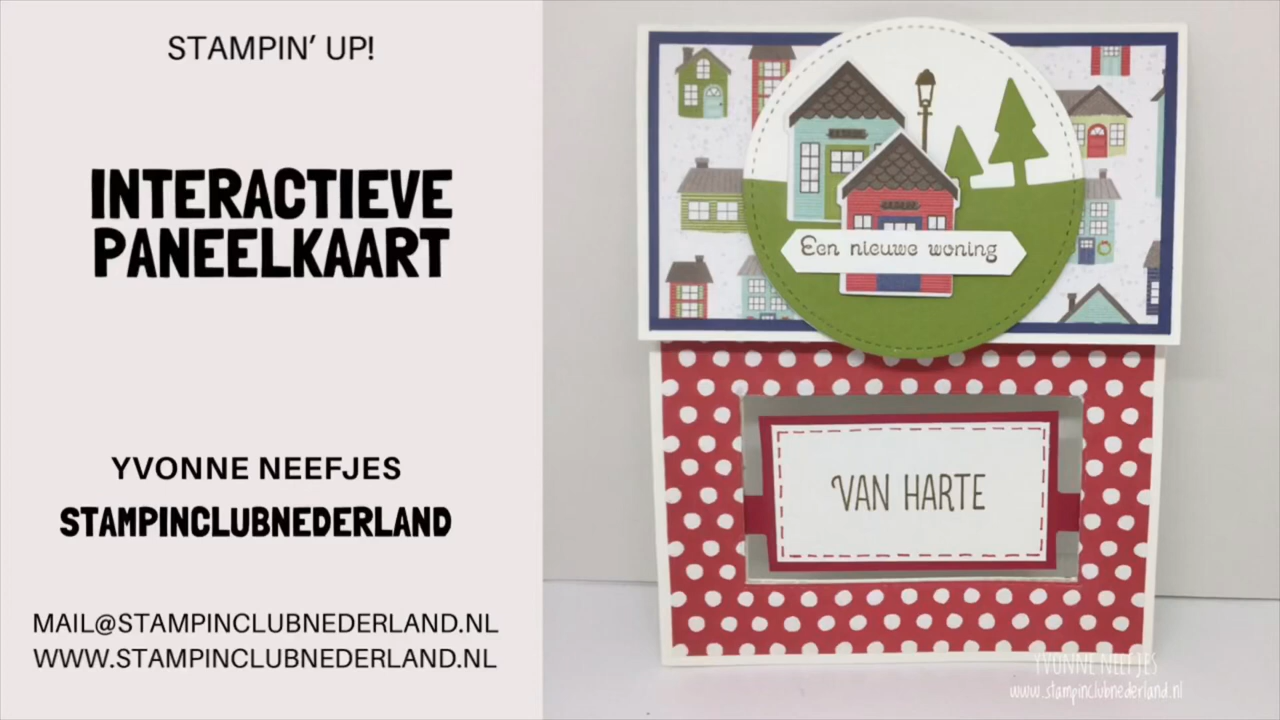 STAMPIN' UP!
INTERACTIEVE
PANEELKAART
YVONNE NEEFJES
STAMPINCLUBNEDERLAND
MAIL@STAMPINCLUBNEDERLAND.NL
WWW.STAMPINCLUBNEDERLAND.NL
Een nieuwe woning
VAN HARTE
YVONNE NEEFJES
www.stampinclubnederland.nl